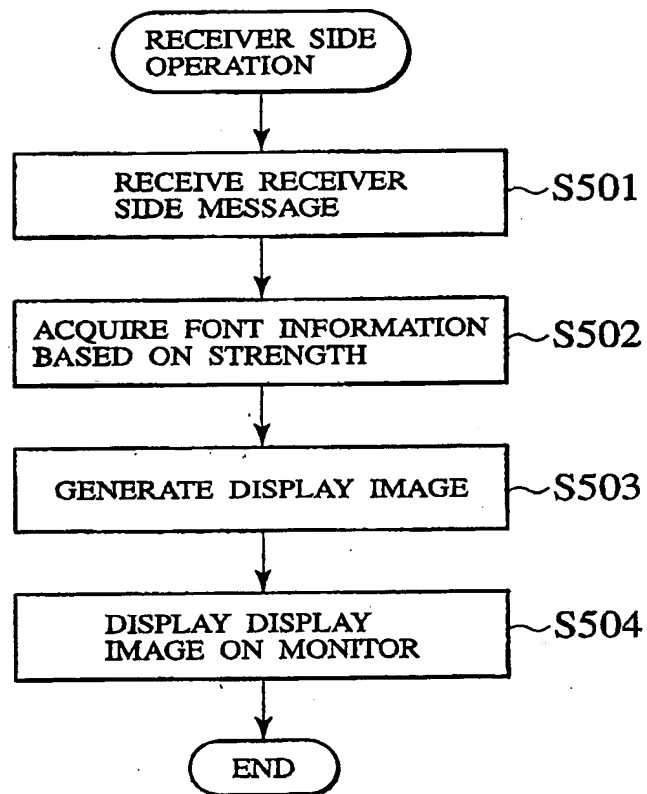 RECEIVER SIDE
OPERATION
RECEIVE RECEIVER
SIDE MESSAGE
S501
ACQUIRE FONT INFORMATION
BASED ON STRENGTH
S502
GENERATE DISPLAY IMAGE
S503
DISPLAY DISPLAY
IMAGE ON MONITOR
S504
END